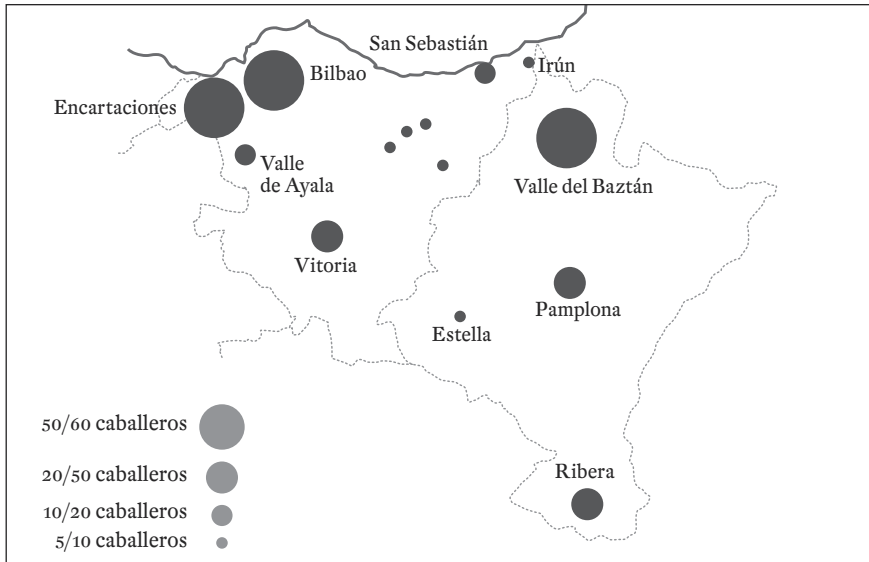 San Sebastián
Irún
Bilbao
Encartaciones
Valle
de Ayala
Valle del Baztán
Vitoria
Pamplona
Estella
50/60 caballeros
20/50 caballeros
10/20 caballeros
5/10 caballeros
Ribera